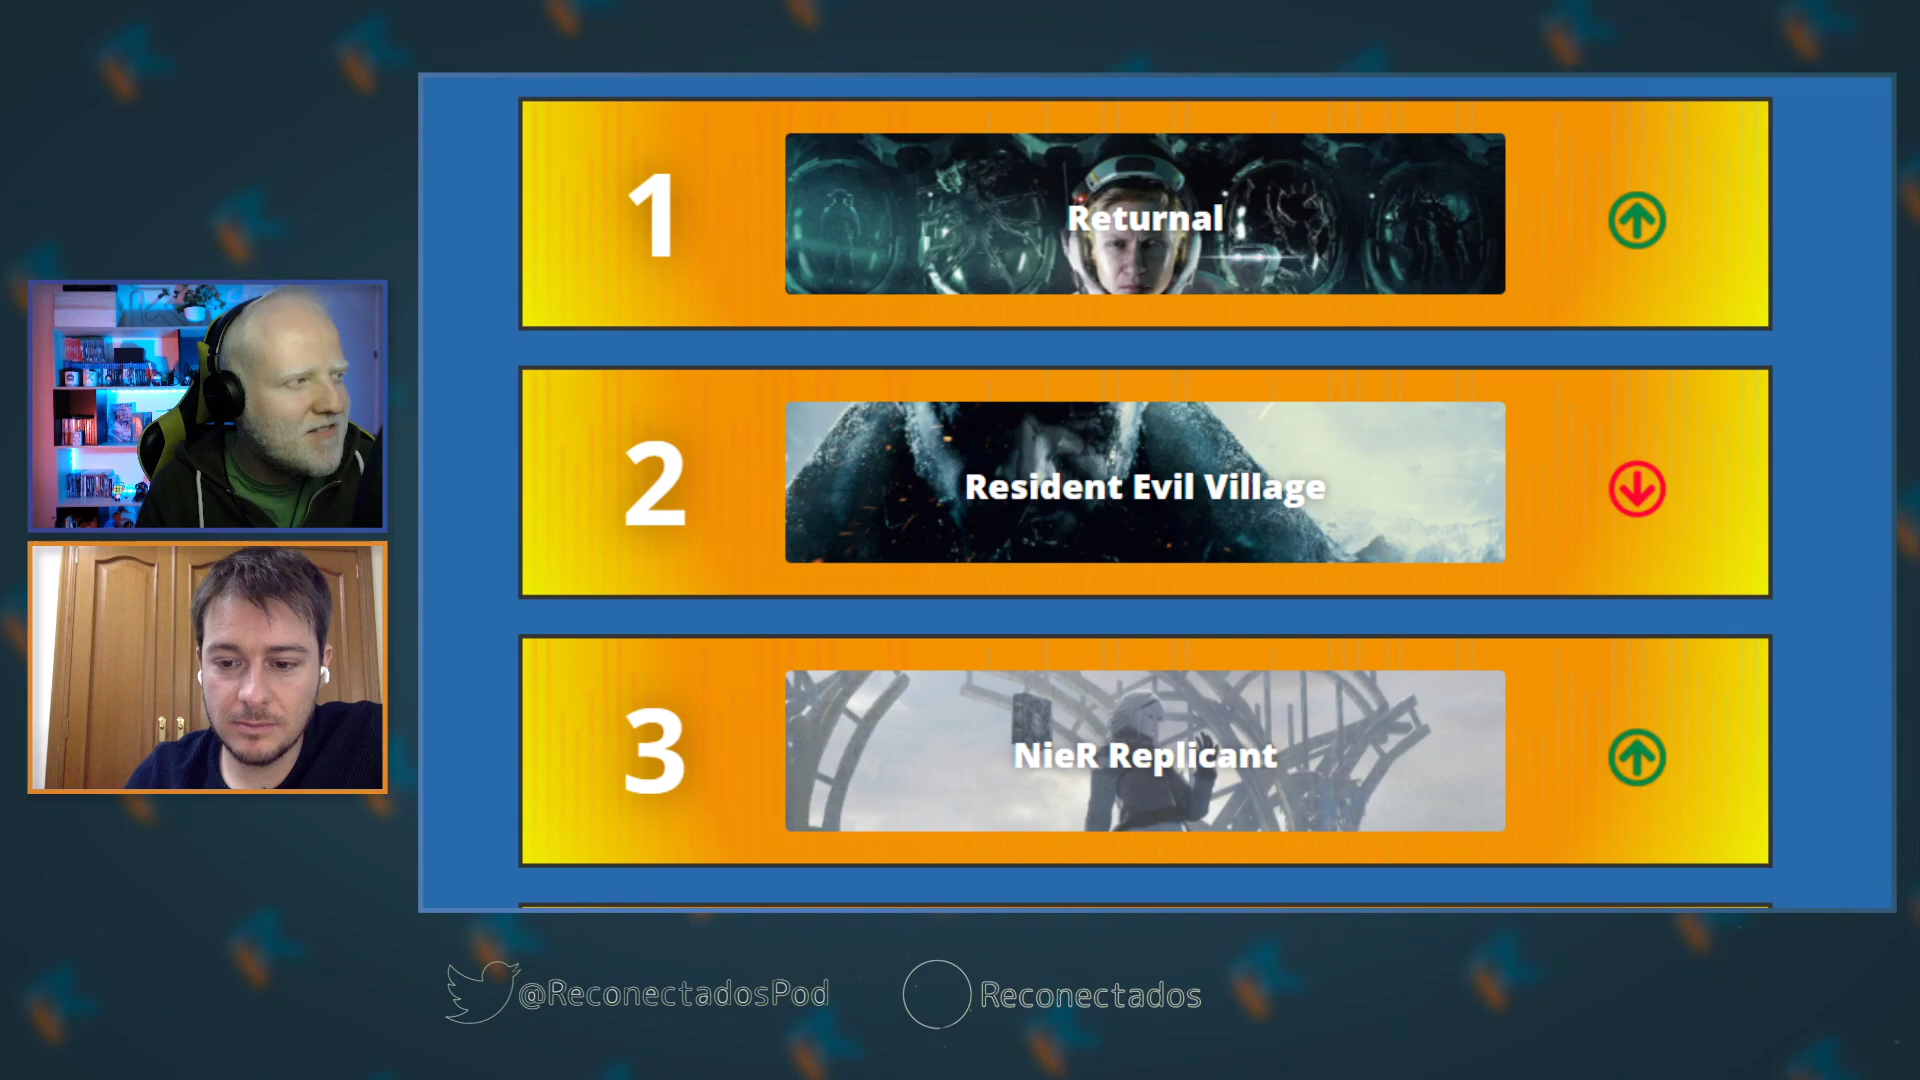 1
Returnal
2
Resident Evil Village
3
NieR Replicant
@ReconectadosPod
Reconectados